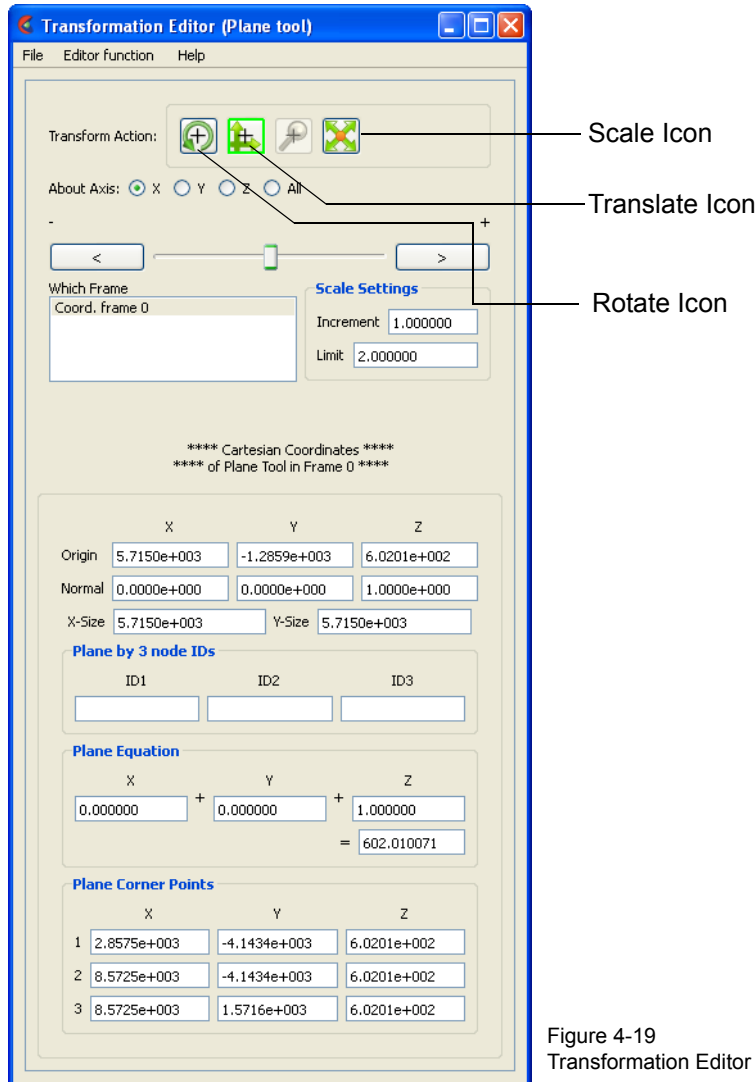 Transformation Editor (Plane tool)
File Editor function Help
Transform Action:
Scale Icon
About Axis: X Y Z All
Translate Icon
- +
< >
Which Frame
Coord. frame 0
Scale Settings
Increment 1.000000
Limit 2.000000
Rotate Icon
**** Cartesian Coordinates ****
**** of Plane Tool in Frame 0 ****
X Y Z
Origin 5.7150e+003 -1.2859e+003 6.0201e+002
Normal 0.0000e+000 0.0000e+000 1.0000e+000
X-Size 5.7150e+003 Y-Size 5.7150e+003
Plane by 3 node IDs
ID1 ID2 ID3
Plane Equation
X Y Z
0.000000 + 0.000000 + 1.000000
= 602.010071
Plane Corner Points
X Y Z
1 2.8575e+003 -4.1434e+003 6.0201e+002
2 8.5725e+003 -4.1434e+003 6.0201e+002
3 8.5725e+003 1.5716e+003 6.0201e+002
Figure 4-19
Transformation Editor